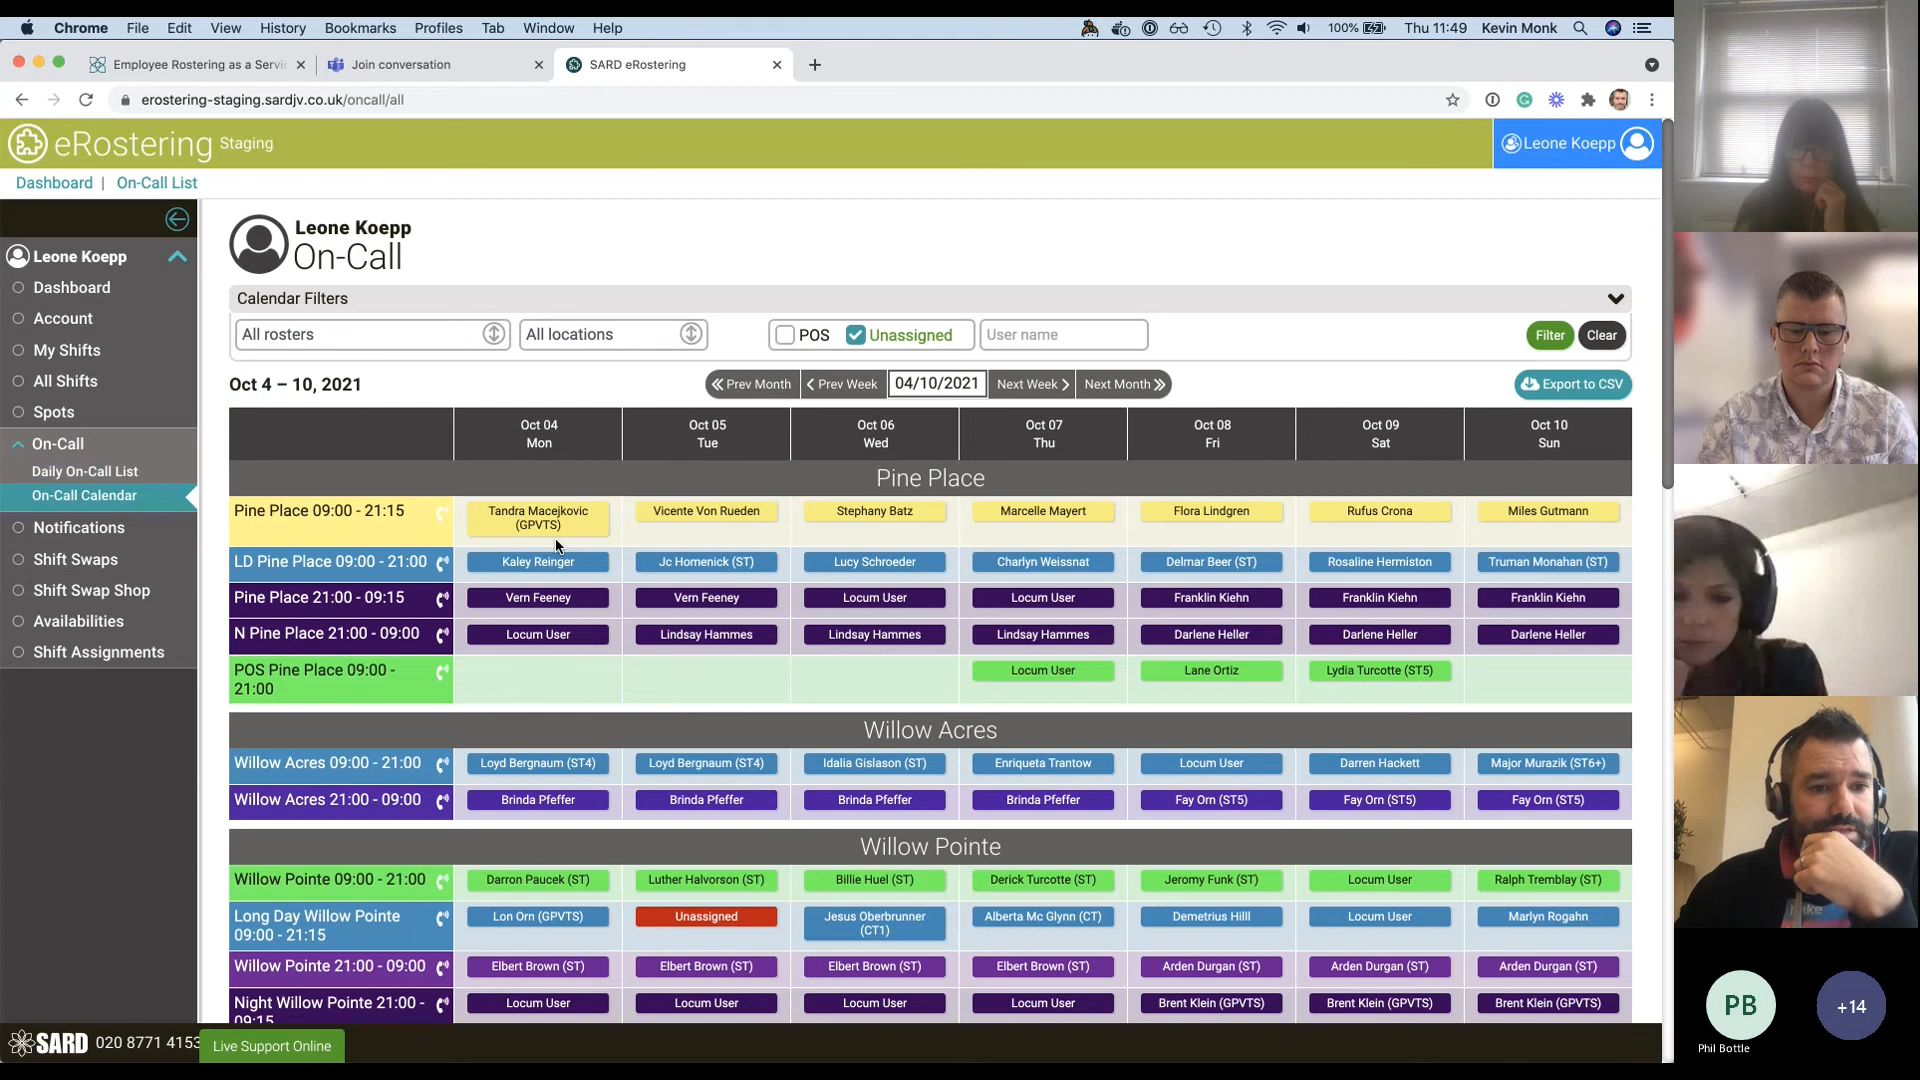 Chrome File Edit View History Bookmarks Profiles Tab Window Help 100% Thu 11:49 Kevin Monk
Employee Rostering as a Servi Join conversation SARD eRostering
erostering-staging.sardjv.co.uk/oncall/all
eRostering Staging Leone Koepp
Dashboard | On-Call List
Leone Koepp
Dashboard
Account
My Shifts
All Shifts
Spots
On-Call
Daily On-Call List
On-Call Calendar
Notifications
Shift Swaps
Shift Swap Shop
Availabilities
Shift Assignments
Leone Koepp
On-Call
Calendar Filters
All rosters All locations POS Unassigned User name Filter Clear
Oct 4 – 10, 2021 Prev Month Prev Week 04/10/2021 Next Week Next Month Export to CSV
Oct 04 Oct 05 Oct 06 Oct 07 Oct 08 Oct 09 Oct 10
Mon Tue Wed Thu Fri Sat Sun
Pine Place
Pine Place 09:00 - 21:15 Tandra Macejkovic Vicente Von Rueden Stephany Batz Marcelle Mayert Flora Lindgren Rufus Crona Miles Gutmann
(GPVTS)
LD Pine Place 09:00 - 21:00 Kaley Reinger Jc Homenick (ST) Lucy Schroeder Charlyn Weissnat Delmar Beer (ST) Rosaline Hermiston Truman Monahan (ST)
Pine Place 21:00 - 09:15 Vern Feeney Vern Feeney Locum User Locum User Franklin Kiehn Franklin Kiehn Franklin Kiehn
N Pine Place 21:00 - 09:00 Locum User Lindsay Hammes Lindsay Hammes Lindsay Hammes Darlene Heller Darlene Heller Darlene Heller
POS Pine Place 09:00 - Locum User Lane Ortiz Lydia Turcotte (ST5)
21:00
Willow Acres
Willow Acres 09:00 - 21:00 Loyd Bergnaum (ST4) Loyd Bergnaum (ST4) Idalia Gislason (ST) Enriqueta Trantow Locum User Darren Hackett Major Murazik (ST6+)
Willow Acres 21:00 - 09:00 Brinda Pfeffer Brinda Pfeffer Brinda Pfeffer Brinda Pfeffer Fay Orn (ST5) Fay Orn (ST5) Fay Orn (ST5)
Willow Pointe
Willow Pointe 09:00 - 21:00 Darron Paucek (ST) Luther Halvorson (ST) Billie Huel (ST) Derick Turcotte (ST) Jeromy Funk (ST) Locum User Ralph Tremblay (ST)
Long Day Willow Pointe Lon Orn (GPVTS) Unassigned Jesus Oberbrunner Alberta Mc Glynn (CT) Demetrius Hilll Locum User Marlyn Rogahn
09:00 - 21:15 (CT1)
Willow Pointe 21:00 - 09:00 Elbert Brown (ST) Elbert Brown (ST) Elbert Brown (ST) Elbert Brown (ST) Arden Durgan (ST) Arden Durgan (ST) Arden Durgan (ST)
Night Willow Pointe 21:00 - Locum User Locum User Locum User Locum User Brent Klein (GPVTS) Brent Klein (GPVTS) Brent Klein (GPVTS)
09:15
SARD 020 8771 4153 Live Support Online
PB +14
Phil Bottle